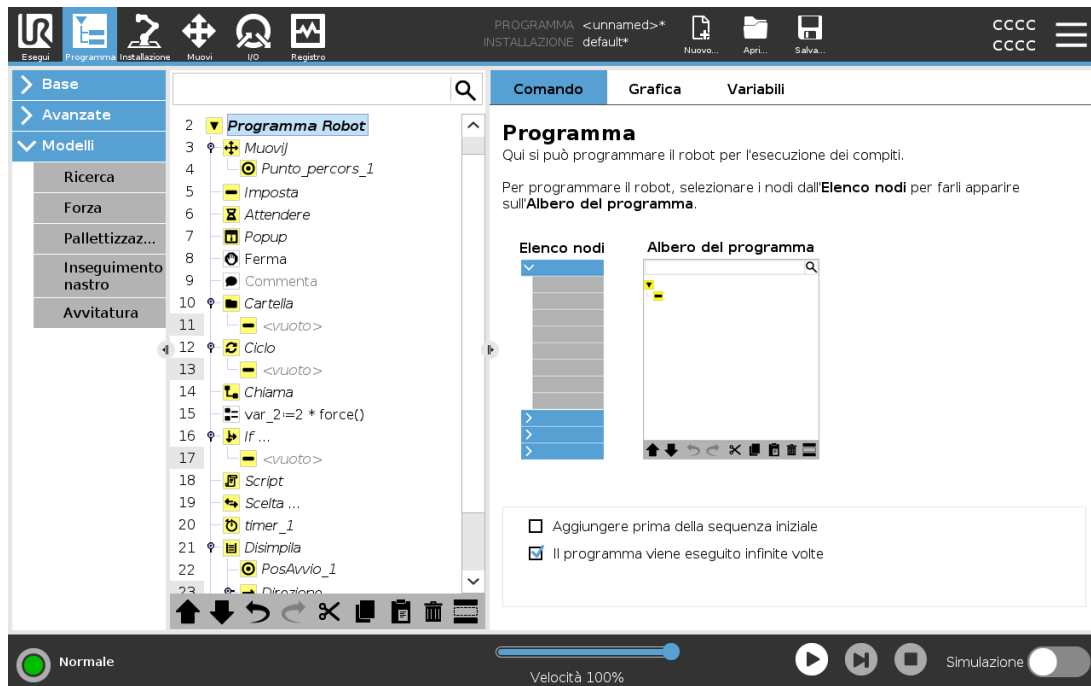 PROGRAMMA <unnamed>*
INSTALLAZIONE default*
Nuovo...
Apri...
Salva...
CCCC
CCCC
Esegui
Programma
Installazione
Muovi
I/O
Registro
Base
Avanzate
Modelli
Ricerca
Forza
Pallettizzaz...
Inseguimento
nastro
Avvitatura
2 Programma Robot
3 MuoviJ
4 Punto_percors_1
5 Imposta
6 Attendere
7 Popup
8 Ferma
9 Commenta
10 Cartella
11 <vuoto>
12 Ciclo
13 <vuoto>
14 Chiama
15 var_2:=2 * force()
16 If ...
17 <vuoto>
18 Script
19 Scelta ...
20 timer_1
21 Disimpila
22 PosAvvio_1
23 Direzione
Comando
Grafica
Variabili
Programma
Qui si può programmare il robot per l'esecuzione dei compiti.
Per programmare il robot, selezionare i nodi dall'Elenco nodi per farli apparire
sull'Albero del programma.
Elenco nodi
Albero del programma
Aggiungere prima della sequenza iniziale
Il programma viene eseguito infinite volte
Normale
Velocità 100%
Simulazione